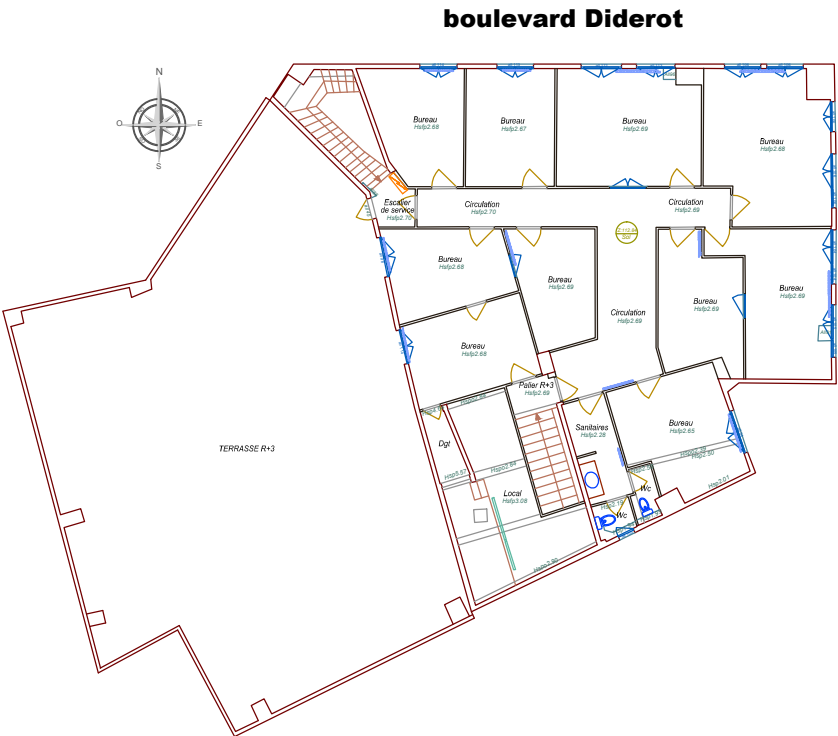 boulevard Diderot
N
O
E
S
Bureau
Hsfp2.68
Bureau
Hsfp2.67
Bureau
Hsfp2.69
Bureau
Hsfp2.68
Escalier
de service
Hsfp2.70
Circulation
Hsfp2.70
Circulation
Hsfp2.69
Bureau
Hsfp2.68
Bureau
Hsfp2.69
Circulation
Hsfp2.69
Bureau
Hsfp2.69
Bureau
Hsfp2.69
Bureau
Hsfp2.68
Palier R+3
Hsfp2.69
Sanitaires
Hsfp2.28
Bureau
Hsfp2.65
Dgt
TERRASSE R+3
Local
Hsfp3.08
Wc
Wc